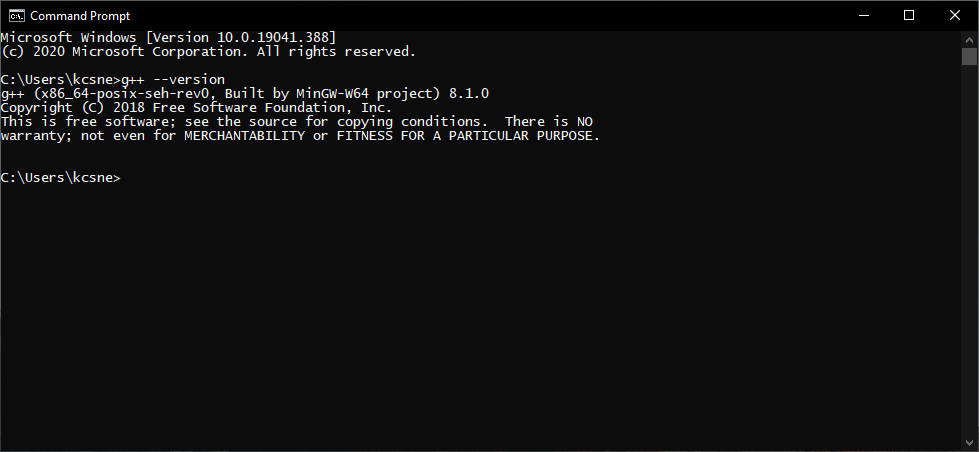 Command Prompt
Microsoft Windows [Version 10.0.19041.388]
(c) 2020 Microsoft Corporation. All rights reserved.
C:\Users\kcsne>g++ --version
g++ (x86_64-posix-seh-rev0, Built by MinGW-W64 project) 8.1.0
Copyright (C) 2018 Free Software Foundation, Inc.
This is free software; see the source for copying conditions.  There is NO
warranty; not even for MERCHANTABILITY or FITNESS FOR A PARTICULAR PURPOSE.
C:\Users\kcsne>